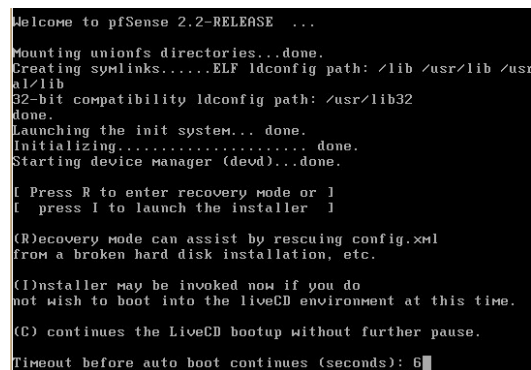 Welcome to pfSense 2.2-RELEASE  ...
Mounting unionfs directories...done.
Creating symlinks......ELF ldconfig path: /lib /usr/lib /usr
al/lib
32-bit compatibility ldconfig path: /usr/lib32
done.
Launching the init system... done.
Initializing...................... done.
Starting device manager (devd)...done.
[ Press R to enter recovery mode or ]
[  press I to launch the installer  ]
(R)ecovery mode can assist by rescuing config.xml
from a broken hard disk installation, etc.
(I)nstaller may be invoked now if you do
not wish to boot into the liveCD environment at this time.
(C) continues the LiveCD bootup without further pause.
Timeout before auto boot continues (seconds): 6